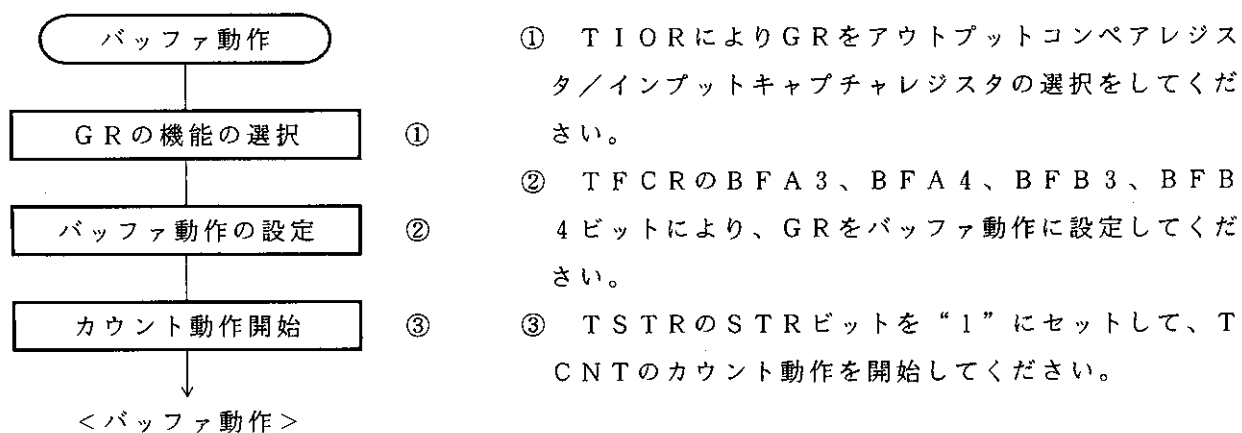 バッファ動作
GRの機能の選択 ①
バッファ動作の設定 ②
カウント動作開始 ③
<バッファ動作>
① TIORによりGRをアウトプットコンペアレジス
タ/インプットキャプチャレジスタの選択をしてくだ
さい。
② TFCRのBFA3、BFA4、BFB3、BFB
4ビットにより、GRをバッファ動作に設定してくだ
さい。
③ TSTRのSTRビットを“1”にセットして、T
CNTのカウント動作を開始してください。